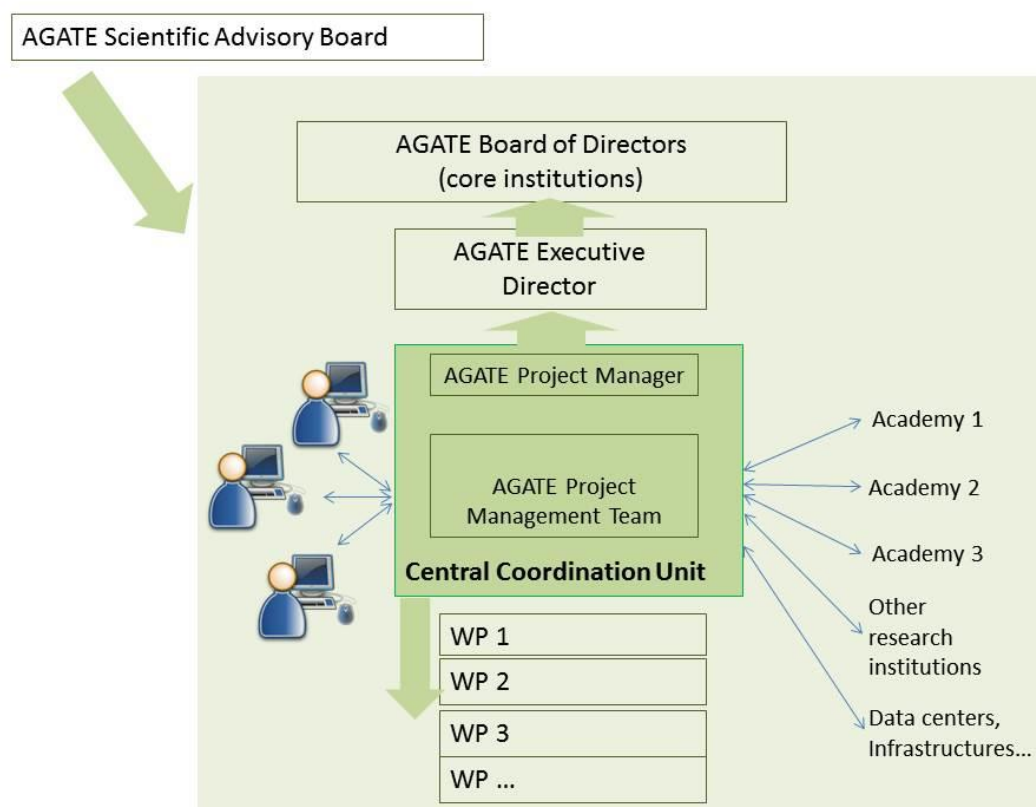 AGATE Scientific Advisory Board
AGATE Board of Directors
(core institutions)
AGATE Executive
Director
AGATE Project Manager
AGATE Project
Management Team
Central Coordination Unit
WP 1
WP 2
WP 3
WP ...
Academy 1
Academy 2
Academy 3
Other
research
institutions
Data centers,
Infrastructures...